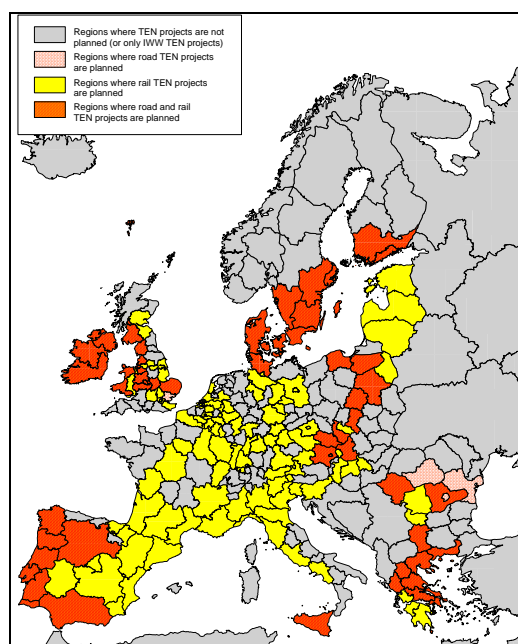 Regions where TEN projects are not
planned (or only IWW TEN projects)
Regions where road TEN projects
are planned
Regions where rail TEN projects
are planned
Regions where road and rail
TEN projects are planned